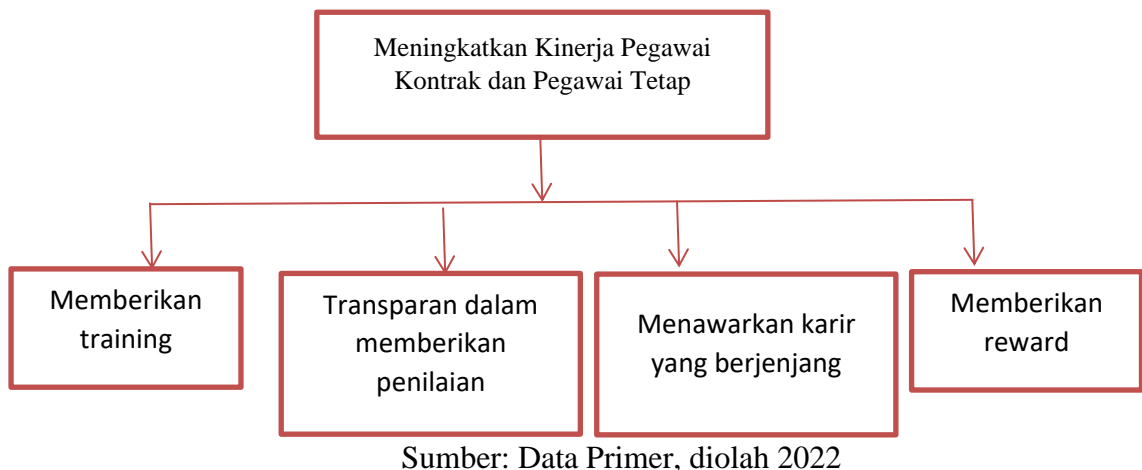 Meningkatkan Kinerja Pegawai
Kontrak dan Pegawai Tetap
Memberikan
training
Transparan dalam
memberikan
penilaian
Menawarkan karir
yang berjenjang
Memberikan
reward
Sumber: Data Primer, diolah 2022